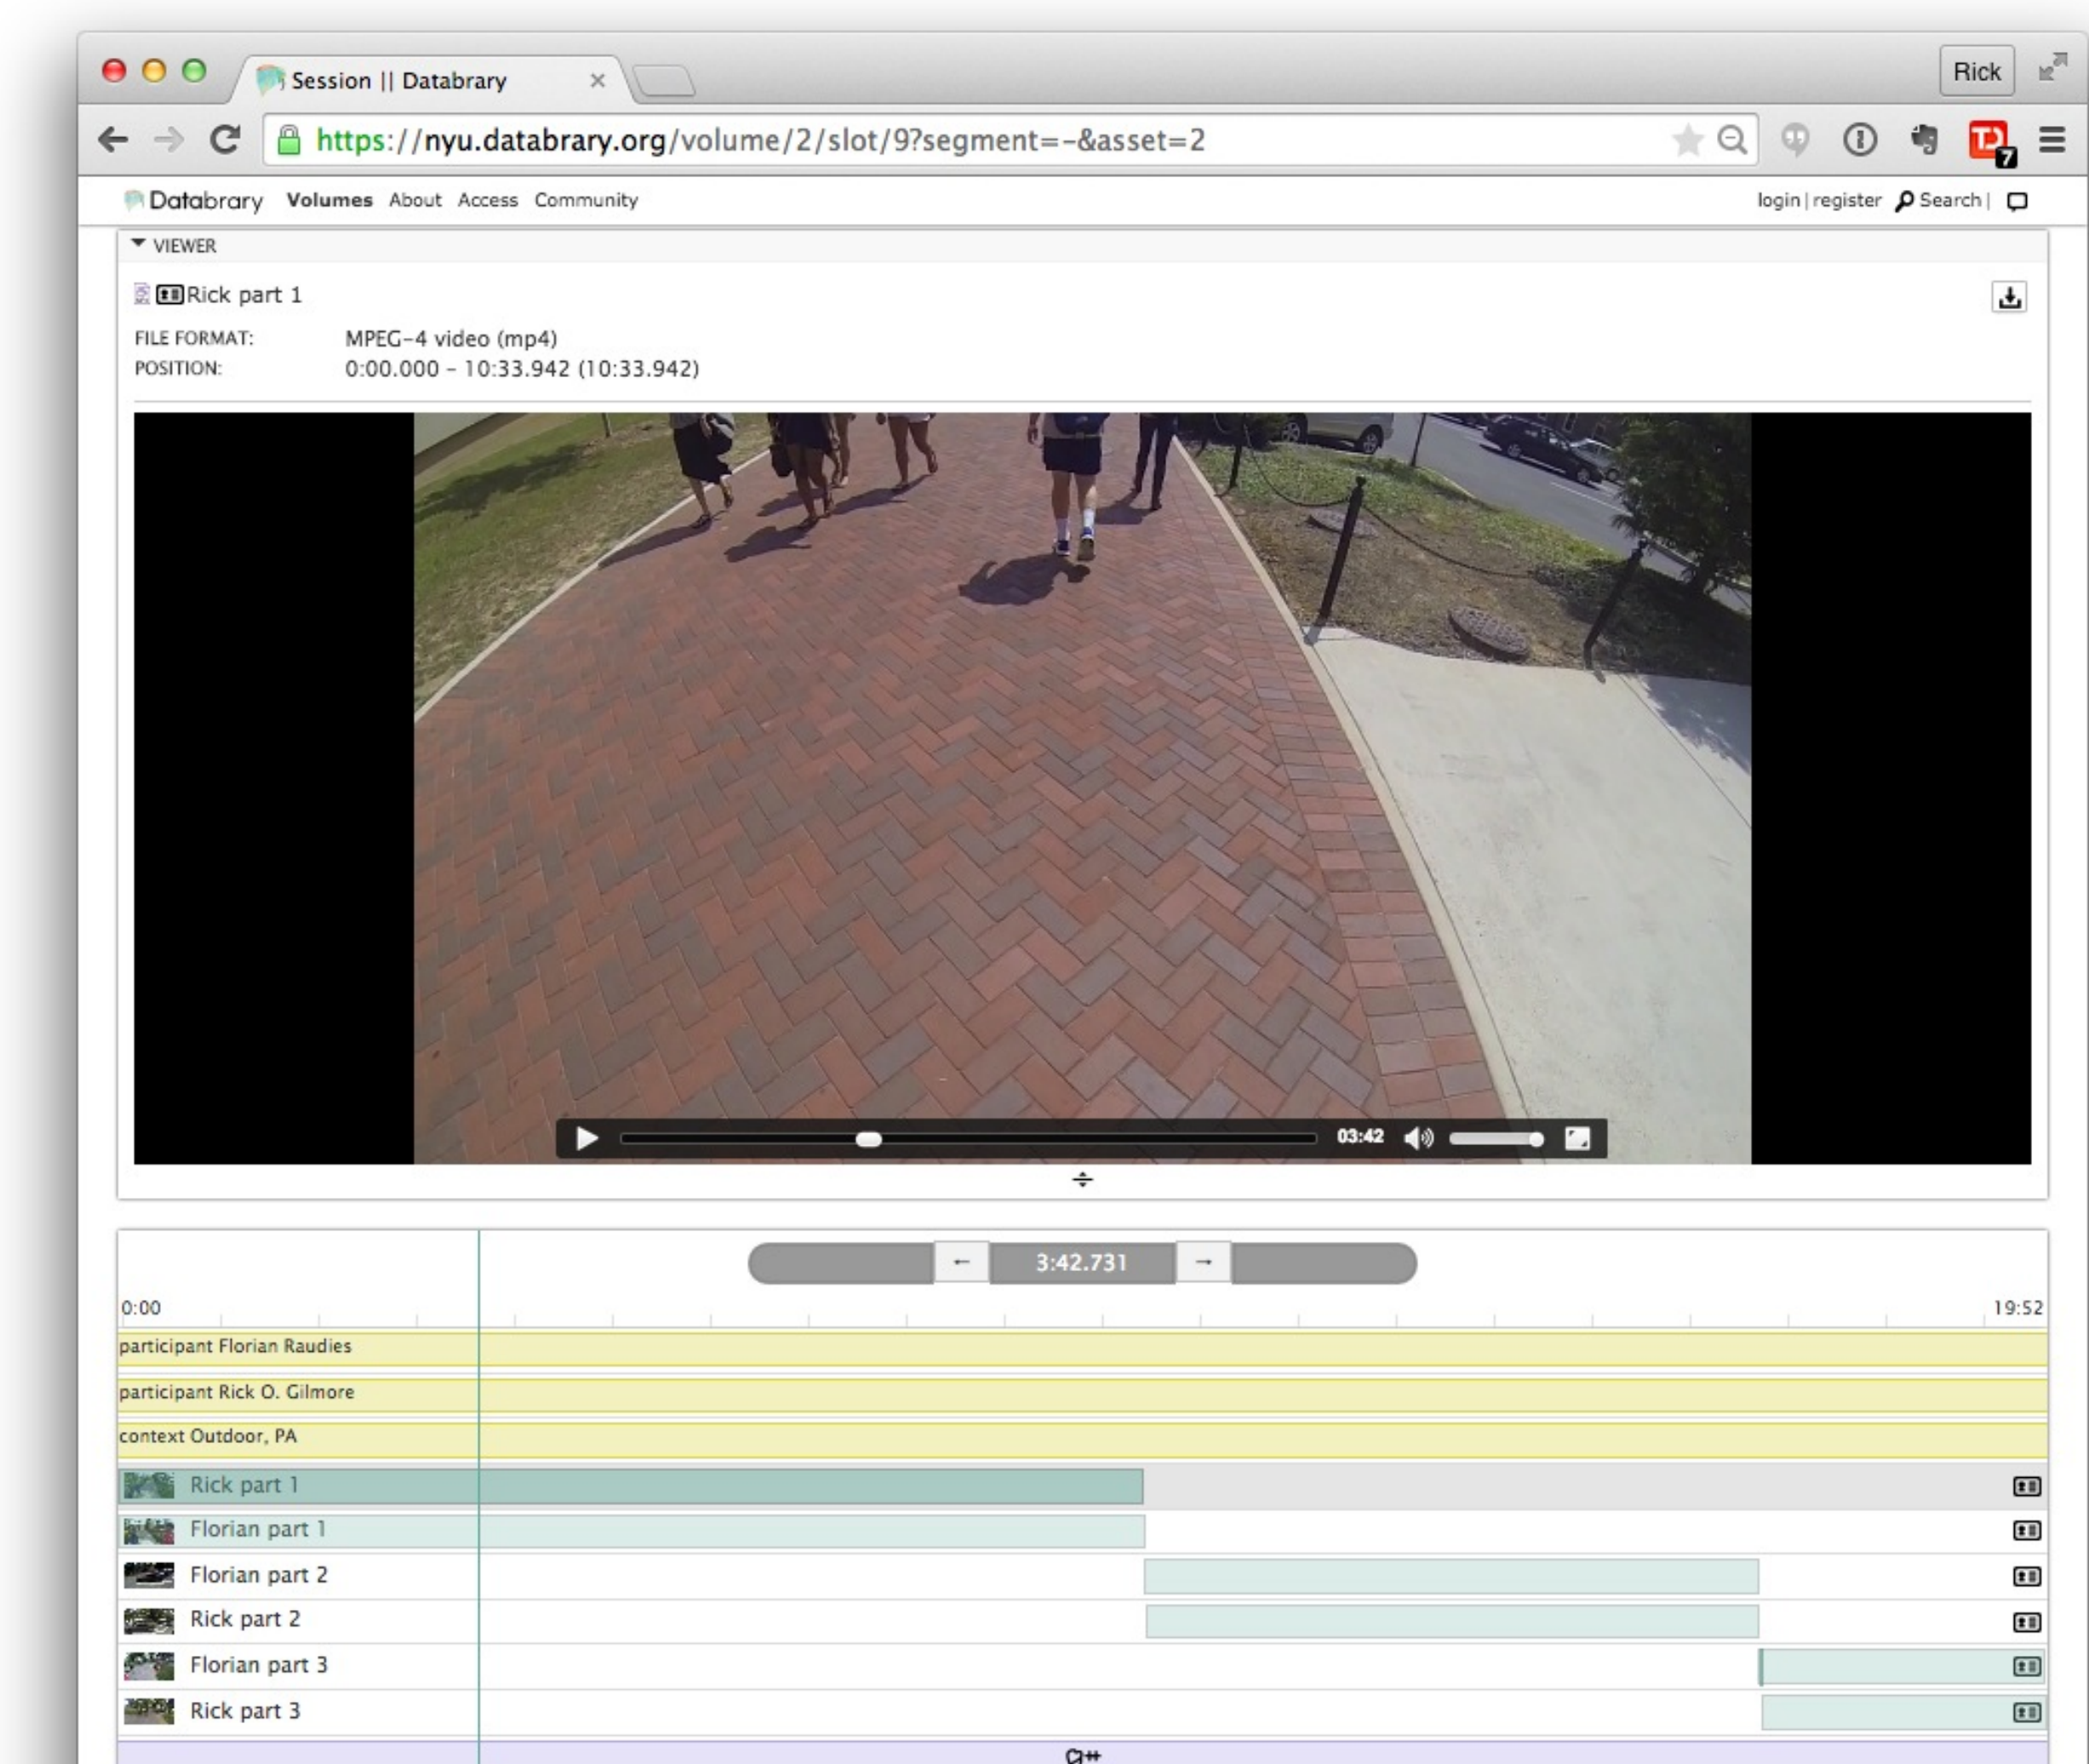 Session || Databrary
Rick
https://nyu.databrary.org/volume/2/slot/9?segment=-&asset=2
7
Databrary Volumes About Access Community login | register Search |
VIEWER
Rick part 1
FILE FORMAT: MPEG-4 video (mp4)
POSITION: 0:00.000 - 10:33.942 (10:33.942)
03:42
← 3:42.731 →
0:00 19:52
participant Florian Raudies
participant Rick O. Gilmore
context Outdoor, PA
Rick part 1
Florian part 1
Florian part 2
Rick part 2
Florian part 3
Rick part 3